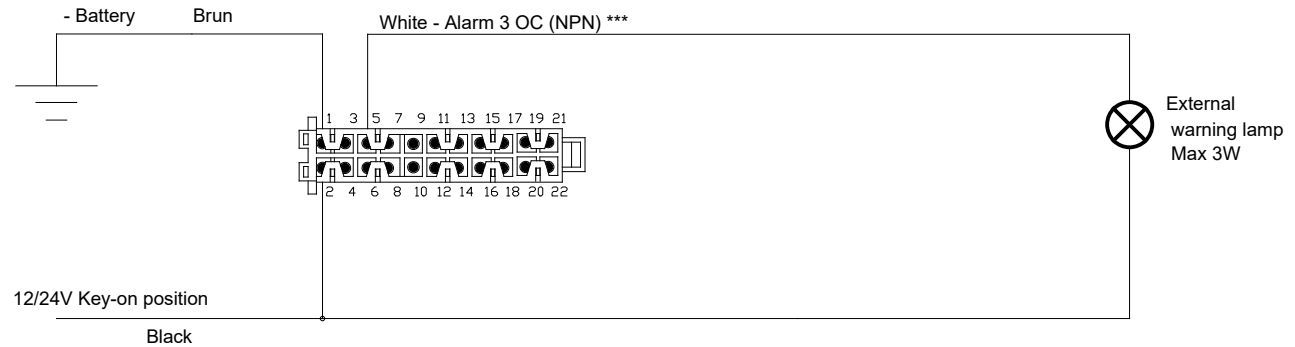 - Battery Brun
White - Alarm 3 OC (NPN) ***
External
warning lamp
Max 3W
1 3 5 7 9 11 13 15 17 19 21
2 4 6 8 10 12 14 16 18 20 22
12/24V Key-on position
Black